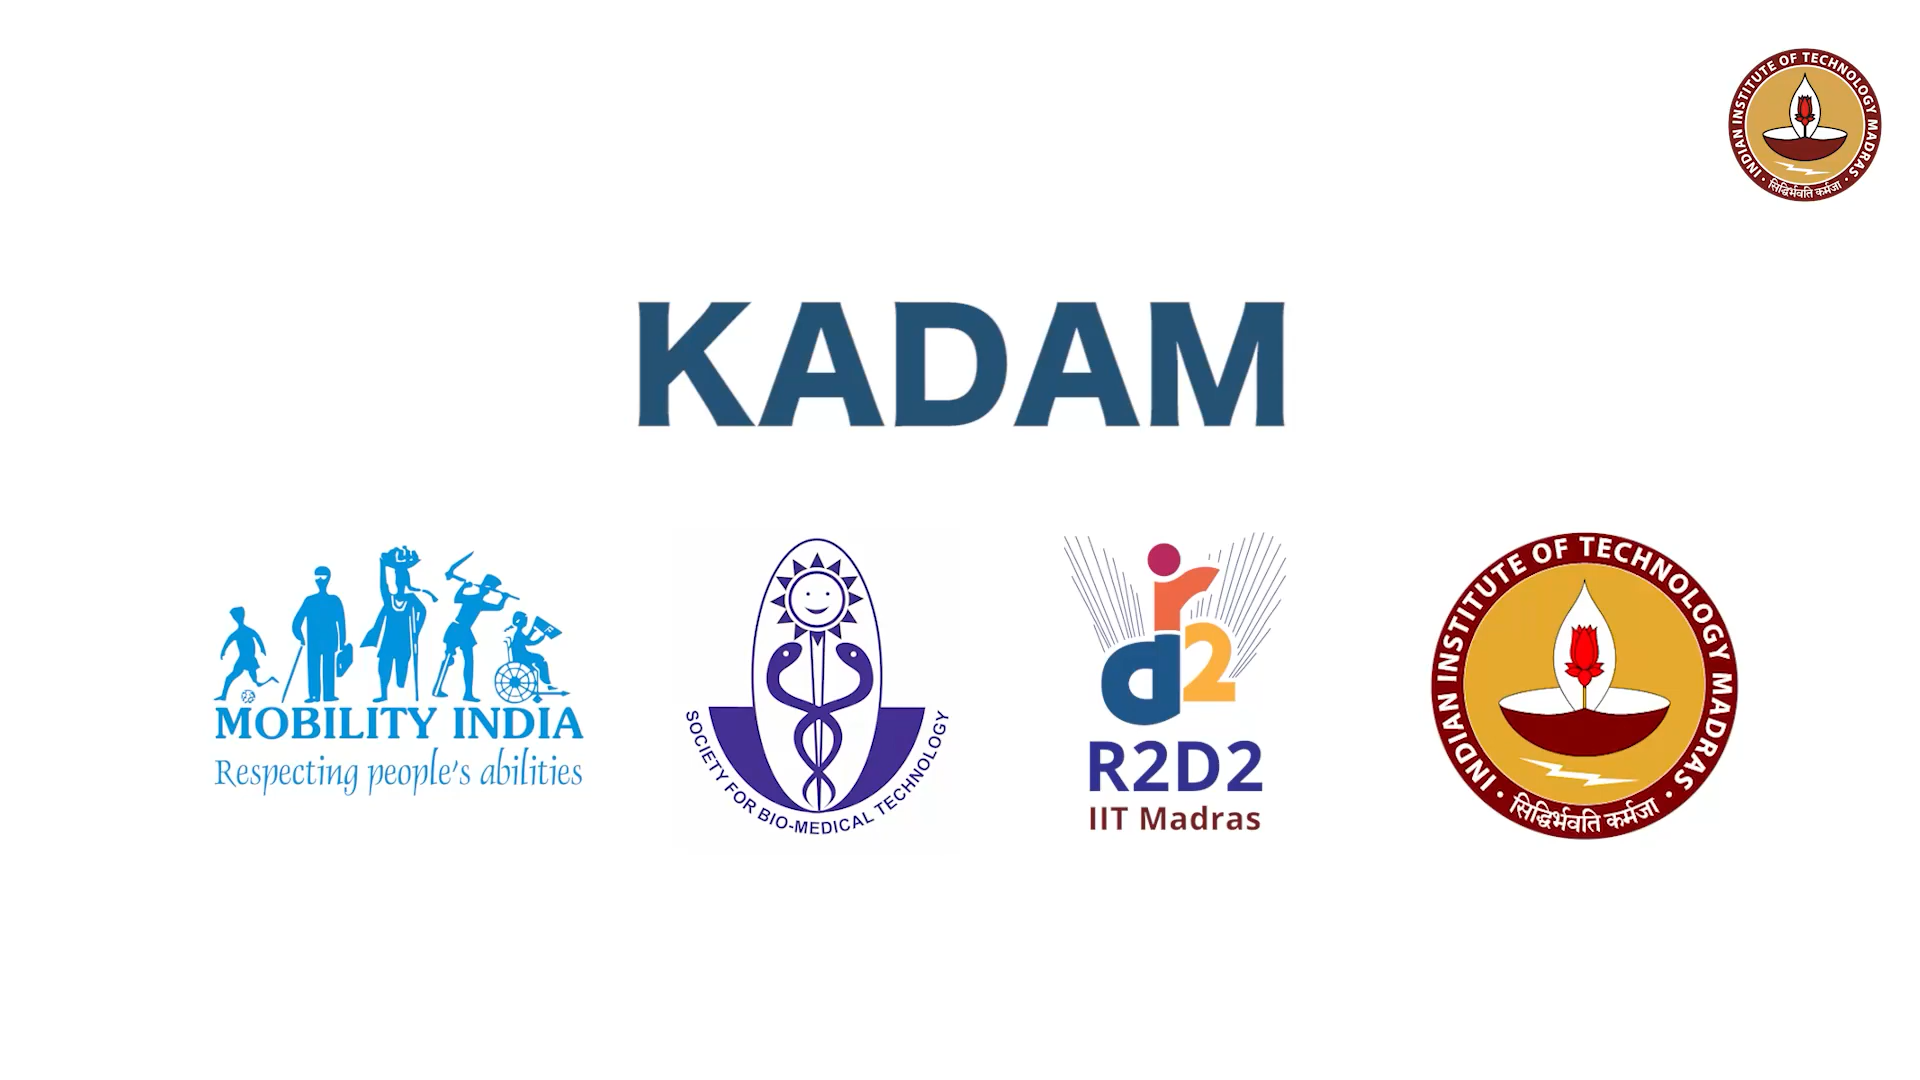 INDIAN INSTITUTE OF TECHNOLOGY MADRAS
सिद्धिर्भवति कर्मजा
KADAM
MOBILITY INDIA
Respecting people's abilities
SOCIETY FOR BIO-MEDICAL TECHNOLOGY
rd2
R2D2
IIT Madras
INDIAN INSTITUTE OF TECHNOLOGY MADRAS
सिद्धिर्भवति कर्मजा